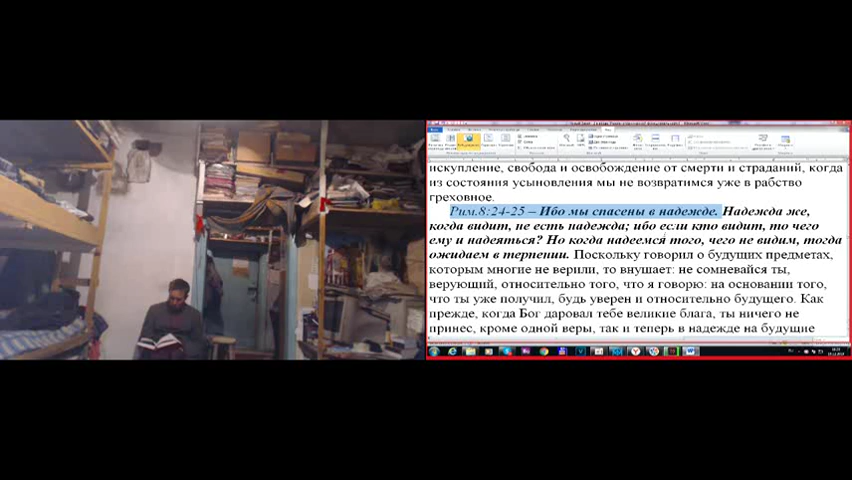 искупление, свобода и освобождение от смерти и страданий, когда
из состояния усыновления мы не возвратимся уже в рабство
греховное.
Рим.8:24-25 – Ибо мы спасены в надежде. Надежда же,
когда видит, не есть надежда; ибо если кто видит, то чего
ему и надеяться? Но когда надеемся того, чего не видим, тогда
ожидаем в терпении. Поскольку говорил о будущих предметах,
которым многие не верили, то внушает: не сомневайся ты,
верующий, относительно того, что я говорю: на основании того,
что ты уже получил, будь уверен и относительно будущего. Как
прежде, когда Бог даровал тебе великие блага, ты ничего не
принес, кроме одной веры, так и теперь в надежде на будущие